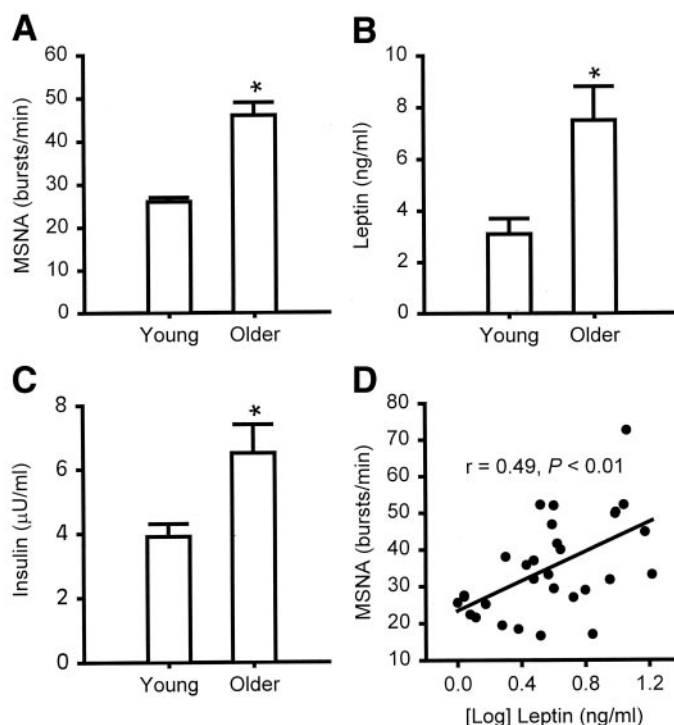 A
MSNA (bursts/min)
60
50
40
30
20
10
0
*
Young Older
B
Leptin (ng/ml)
10
8
6
4
2
0
*
Young Older
C
Insulin (μU/ml)
8
6
4
2
0
*
Young Older
D
MSNA (bursts/min)
80
70
60
50
40
30
20
10
r = 0.49, P < 0.01
0.0 0.4 0.8 1.2
[Log] Leptin (ng/ml)